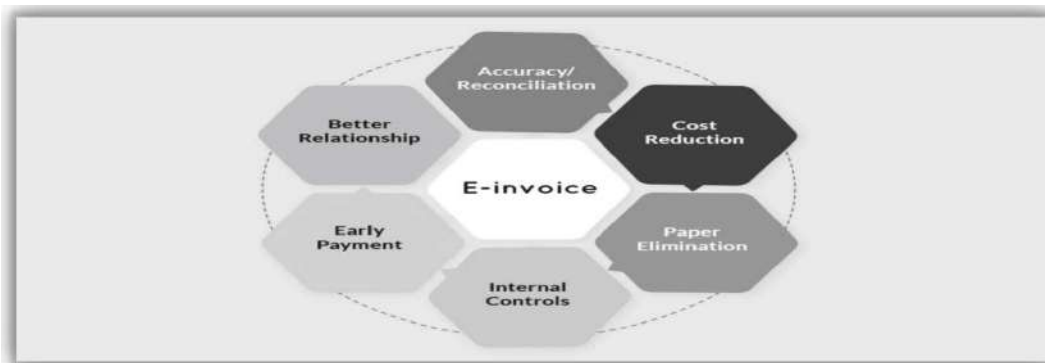 Accuracy/
Reconciliation
Cost
Reduction
Paper
Elimination
Internal
Controls
Early
Payment
Better
Relationship
E-invoice